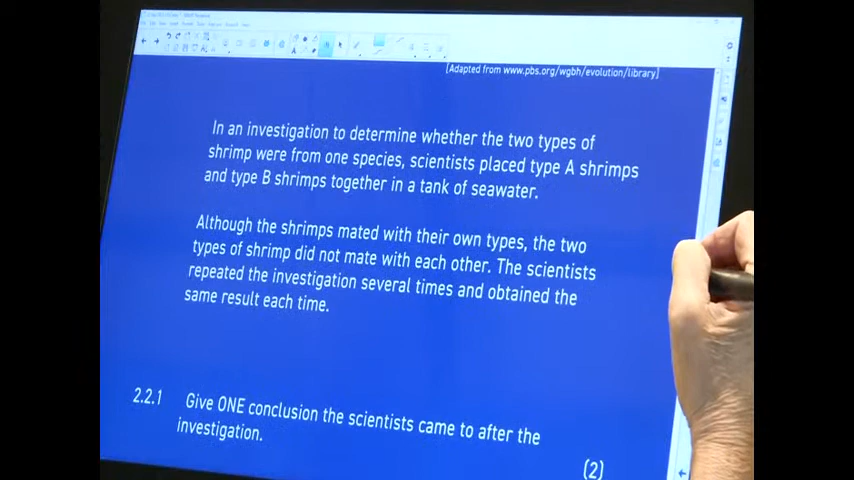 [Adapted from www.pbs.org/wgbh/evolution/library]
In an investigation to determine whether the two types of
shrimp were from one species, scientists placed type A shrimps
and type B shrimps together in a tank of seawater.
Although the shrimps mated with their own types, the two
types of shrimp did not mate with each other. The scientists
repeated the investigation several times and obtained the
same result each time.
2.2.1 Give ONE conclusion the scientists came to after the
investigation.
(2)